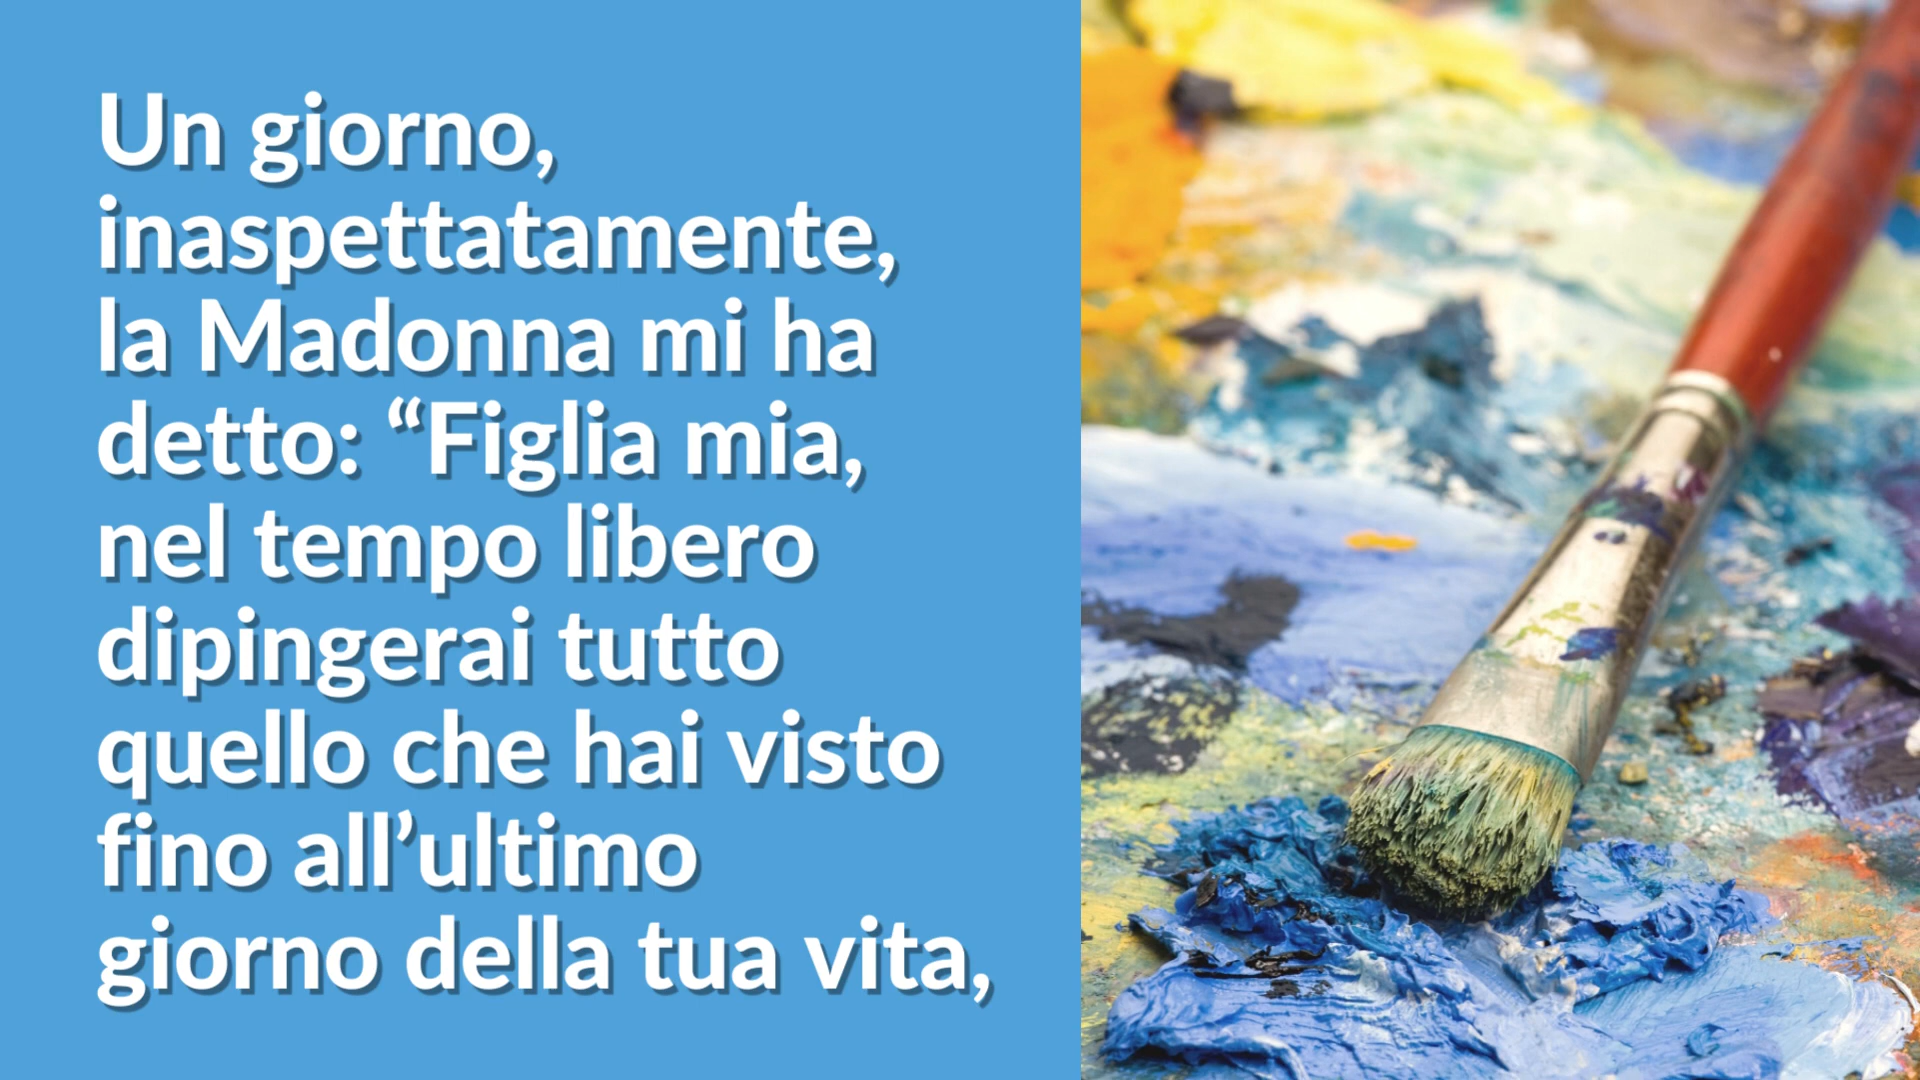 Un giorno,
inaspettatamente,
la Madonna mi ha
detto: “Figlia mia,
nel tempo libero
dipingerai tutto
quello che hai visto
fino all’ultimo
giorno della tua vita,